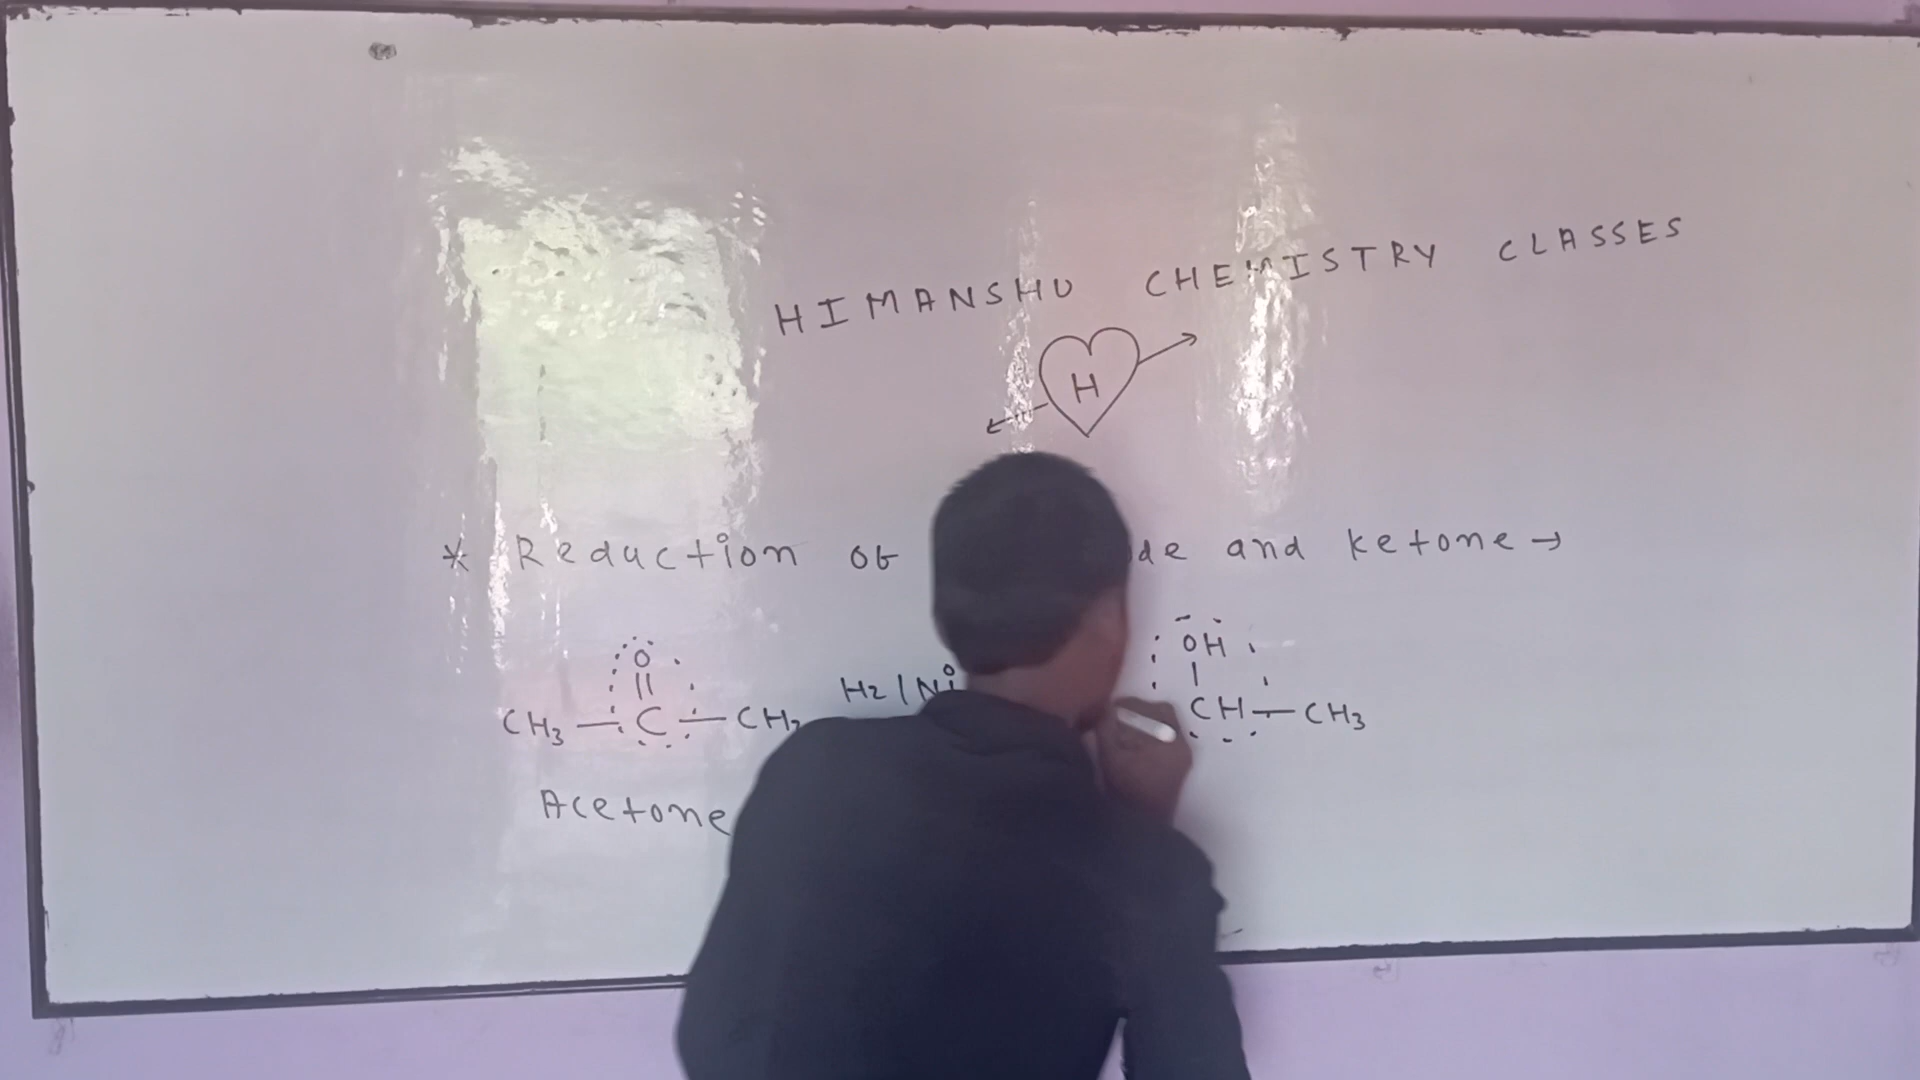 HIMANSHU CHEMISTRY CLASSES
H
* Reduction of de and ketone →
O
||
CH3 — C — CH3
H2/Ni
OH
|
CH — CH3
Acetone